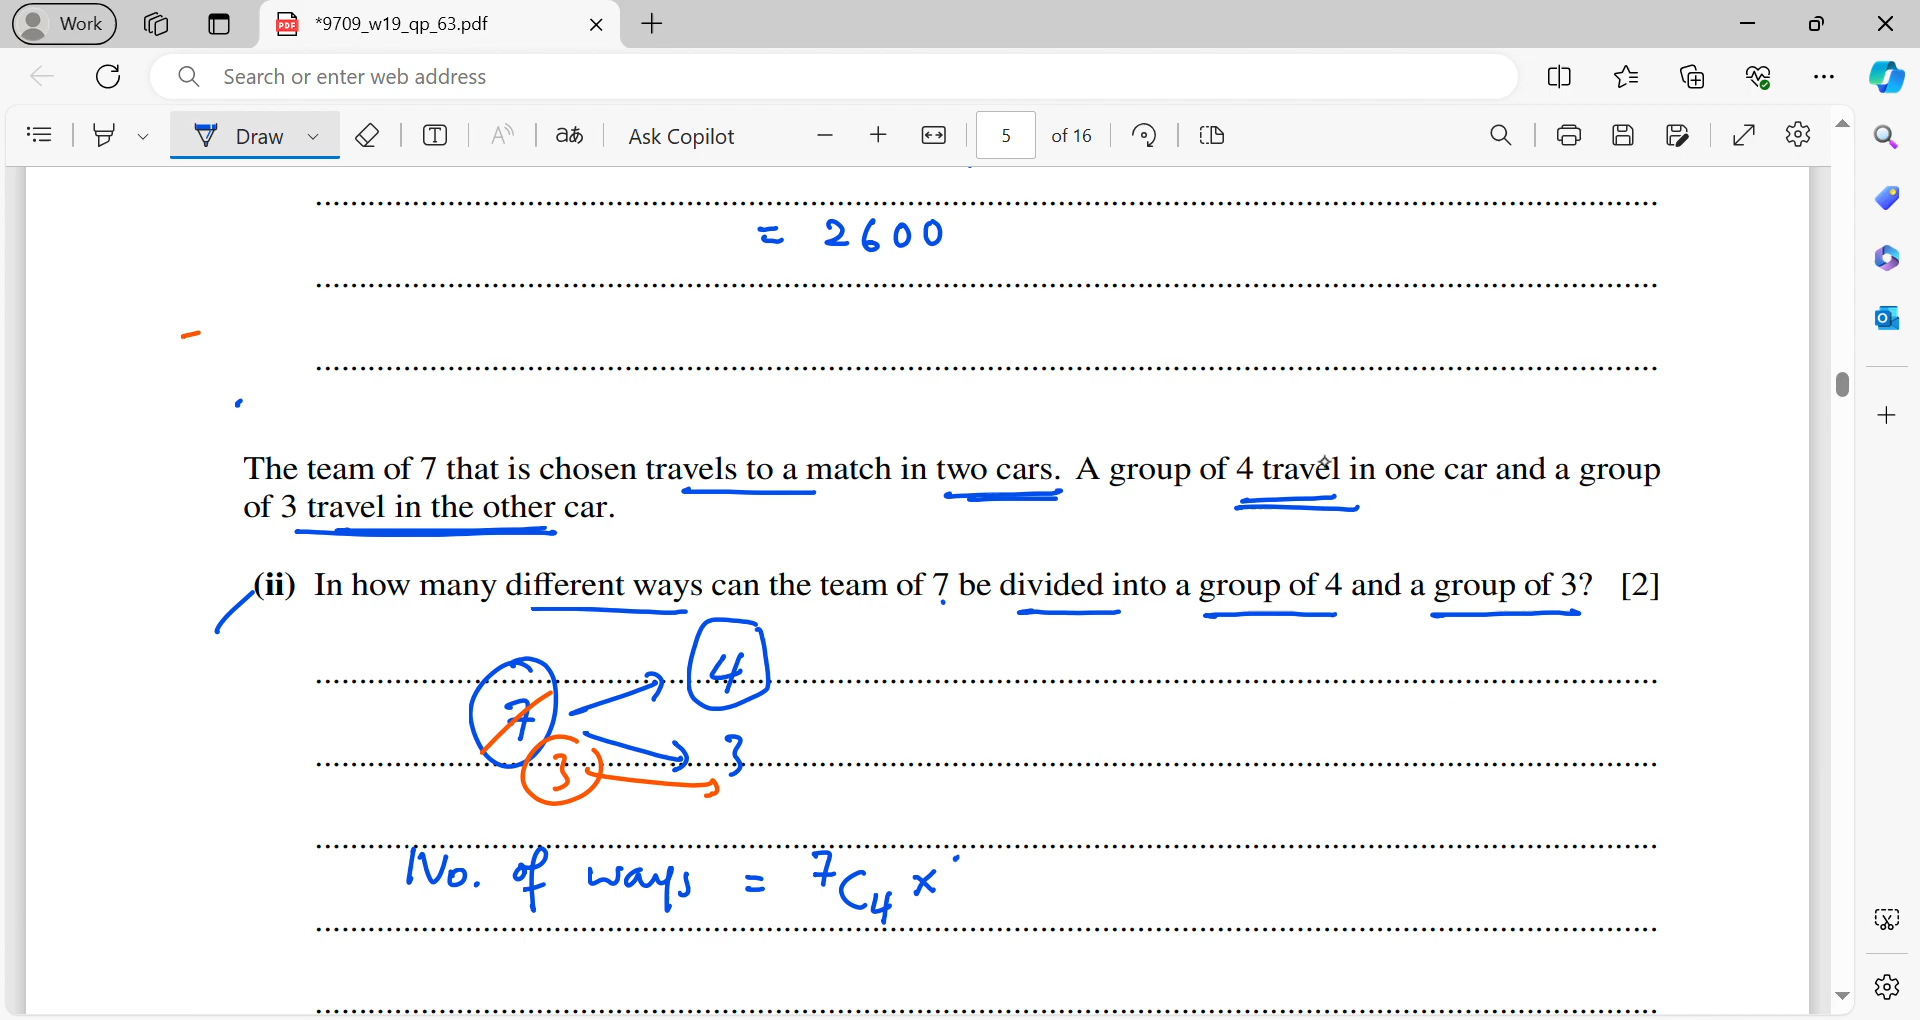 Work
*9709_w19_qp_63.pdf
Search or enter web address
Draw
aあ
Ask Copilot
5 of 16
= 2600
The team of 7 that is chosen travels to a match in two cars. A group of 4 travel in one car and a group
of 3 travel in the other car.
(ii) In how many different ways can the team of 7 be divided into a group of 4 and a group of 3? [2]
4
7
3
3
No. of ways = ⁷C₄ ×